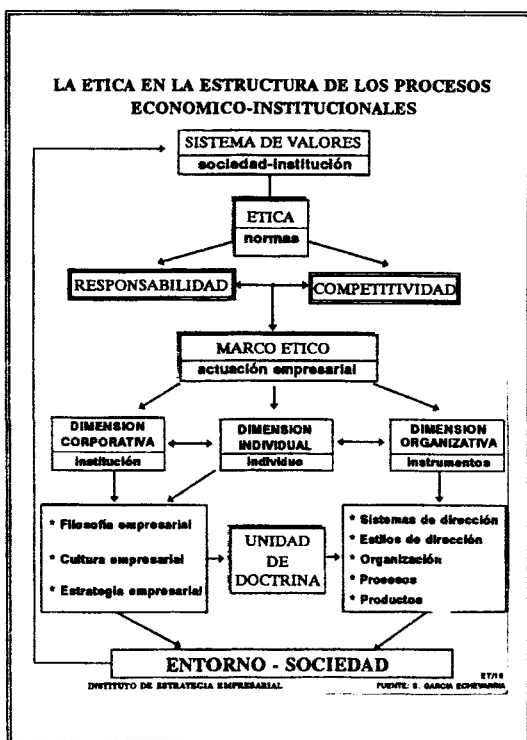 LA ETICA EN LA ESTRUCTURA DE LOS PROCESOS
ECONOMICO-INSTITUCIONALES
SISTEMA DE VALORES
sociedad-institución
ETICA
normas
RESPONSABILIDAD
COMPETITIVIDAD
MARCO ETICO
actuación empresarial
DIMENSION
CORPORATIVA
institución
DIMENSION
INDIVIDUAL
individuo
DIMENSION
ORGANIZATIVA
instrumentos
* Filosofía empresarial
* Cultura empresarial
* Estrategia empresarial
UNIDAD
DE
DOCTRINA
* Sistemas de dirección
* Estilos de dirección
* Organización
* Procesos
* Productos
ENTORNO - SOCIEDAD
INSTITUTO DE ESTRATEGIA EMPRESARIAL
ET/18
FUENTE: S. GARCIA ECHEVARRIA